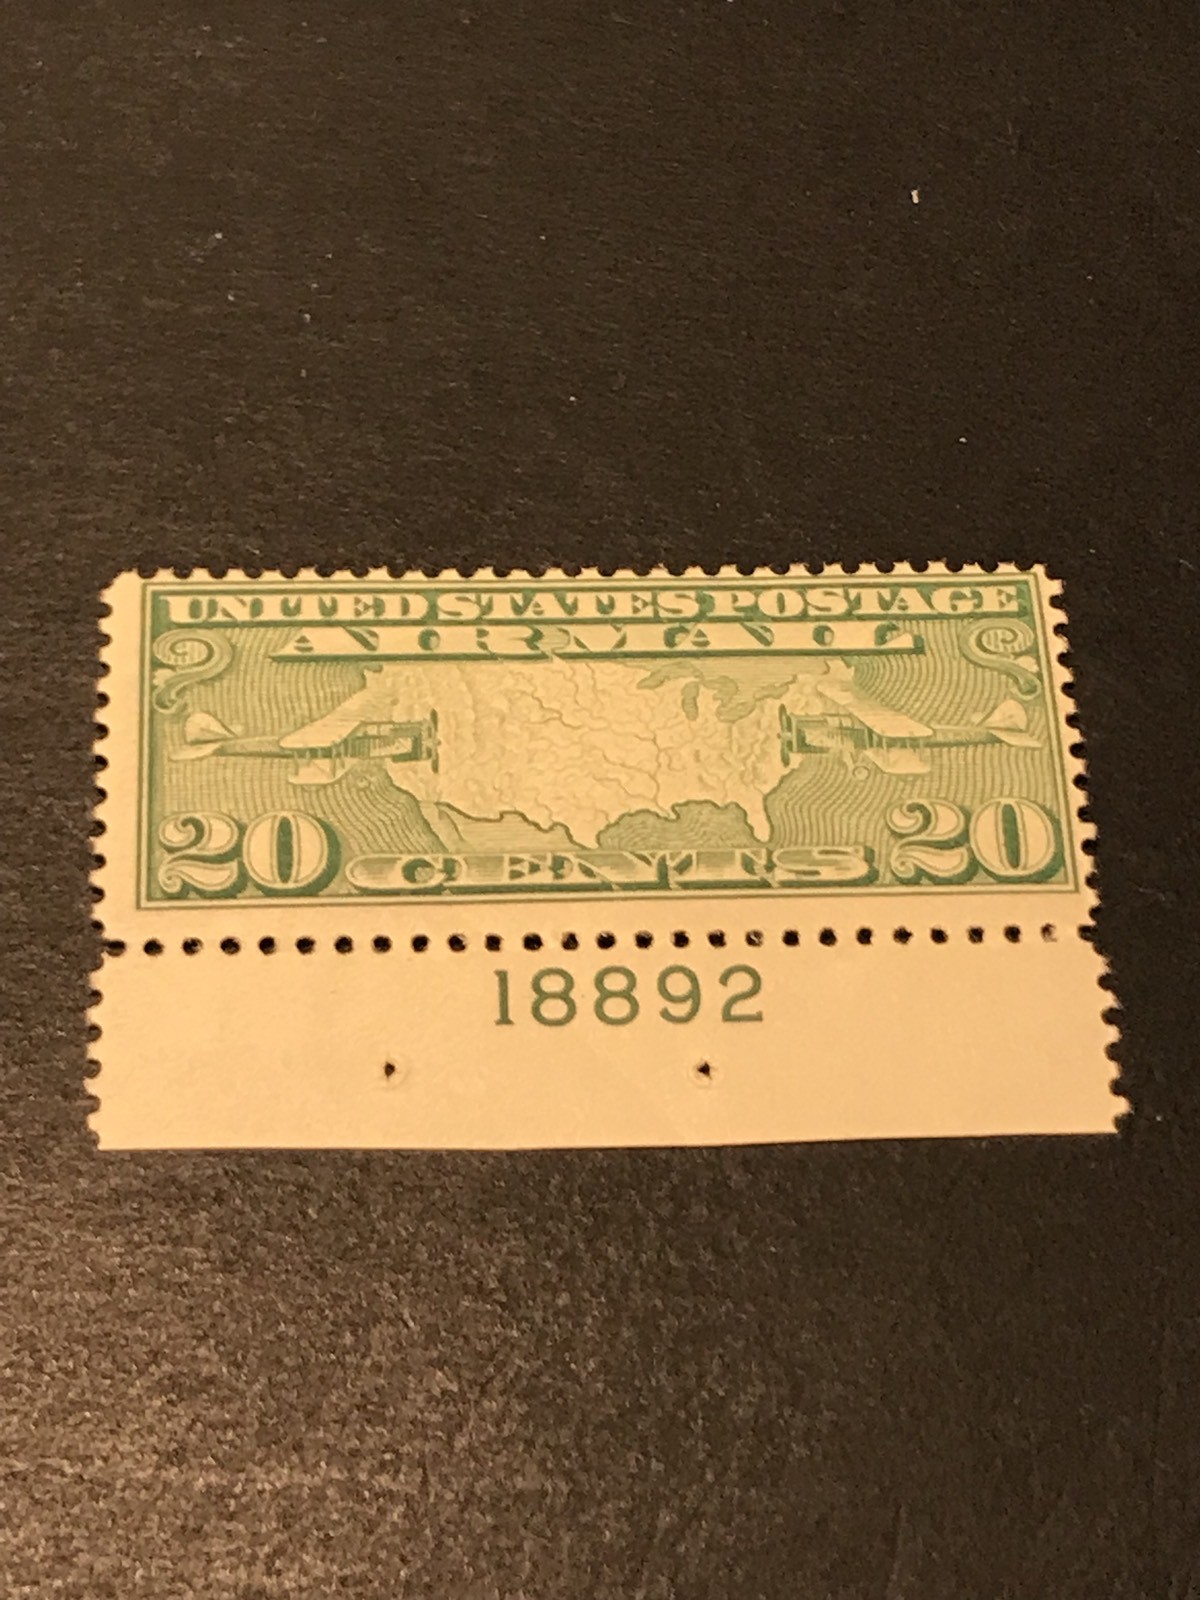 UNITED STATES POSTAGE
AIR MAIL
20 CENTS 20
18892